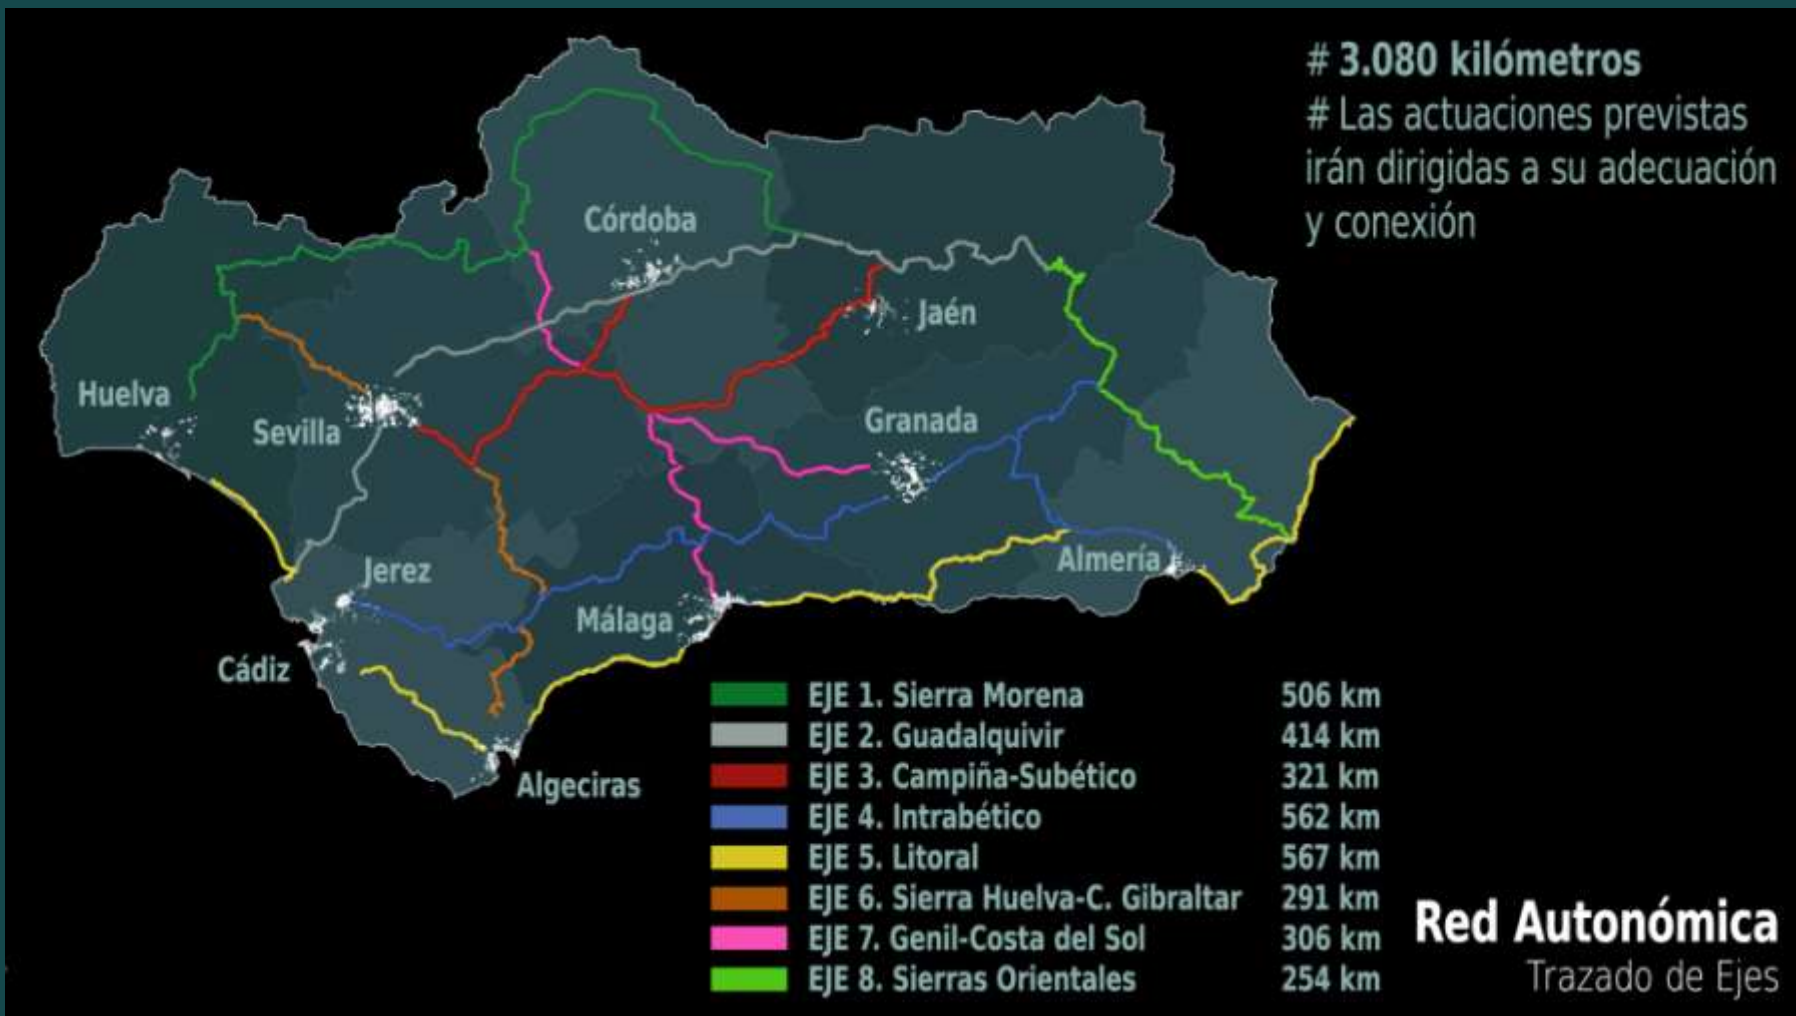 # 3.080 kilómetros
# Las actuaciones previstas
irán dirigidas a su adecuación
y conexión
Córdoba
Jaén
Huelva
Sevilla
Granada
Jerez
Almería
Málaga
Cádiz
Algeciras
EJE 1. Sierra Morena 506 km
EJE 2. Guadalquivir 414 km
EJE 3. Campiña-Subético 321 km
EJE 4. Intrabético 562 km
EJE 5. Litoral 567 km
EJE 6. Sierra Huelva-C. Gibraltar 291 km
EJE 7. Genil-Costa del Sol 306 km
EJE 8. Sierras Orientales 254 km
Red Autonómica
Trazado de Ejes